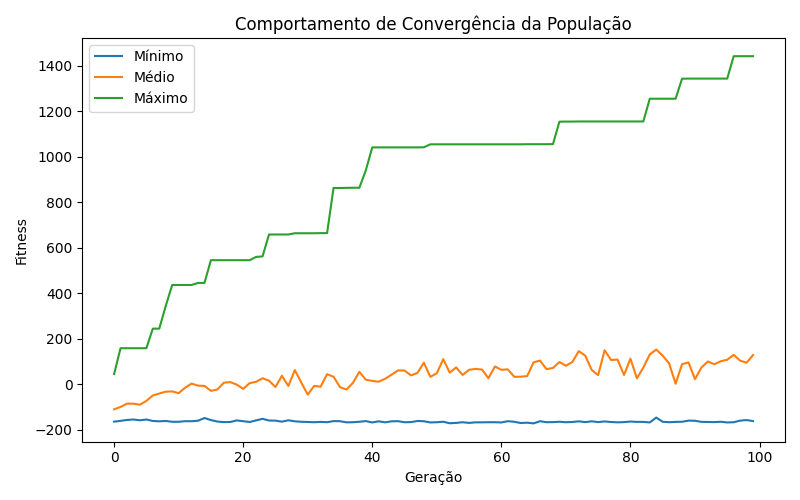 Comportamento de Convergência da População
Mínimo
Médio
Máximo
1400
1200
1000
800
600
400
200
0
−200
Fitness
0 20 40 60 80 100
Geração